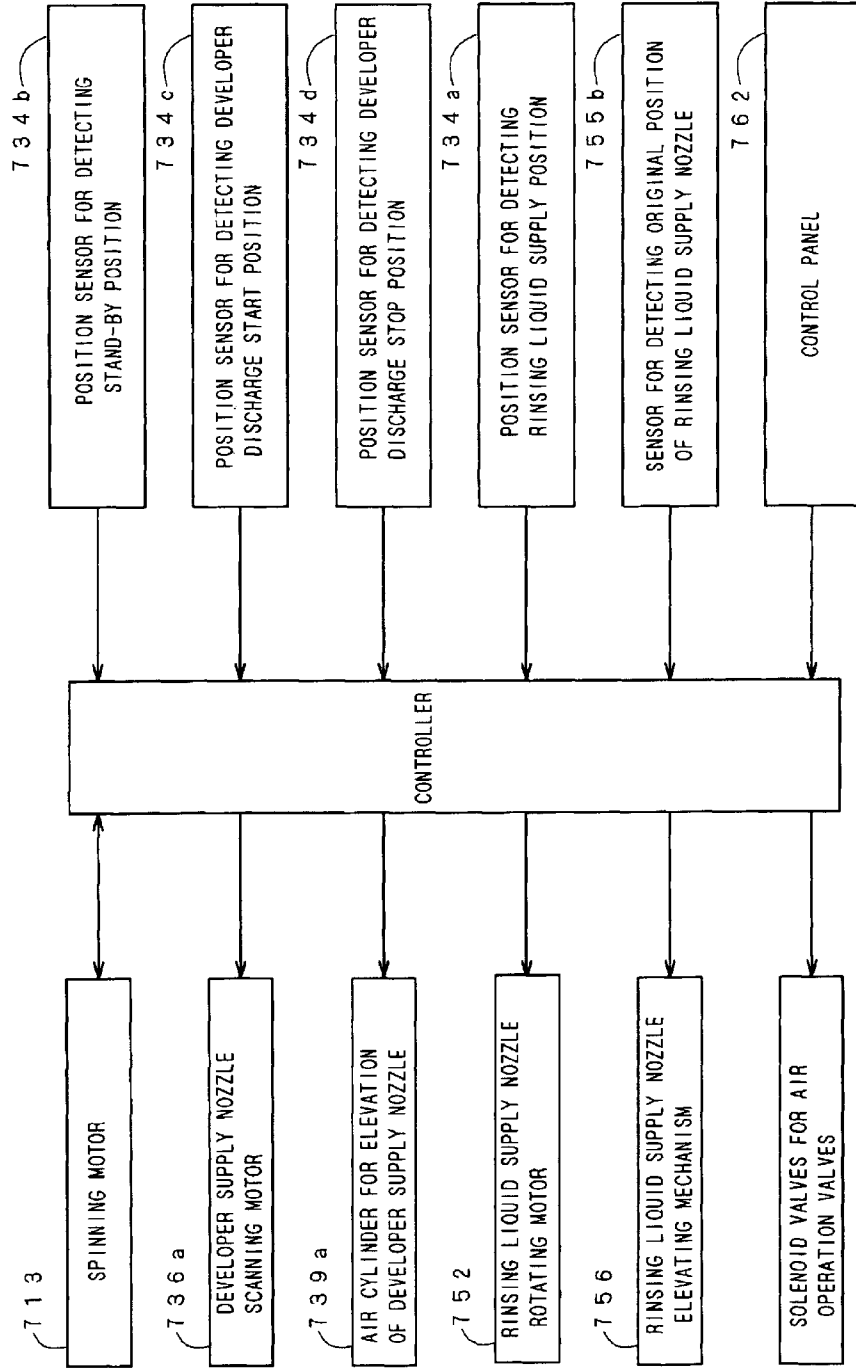 713
SPINNING MOTOR
736a
DEVELOPER SUPPLY NOZZLE
SCANNING MOTOR
739a
AIR CYLINDER FOR ELEVATION
OF DEVELOPER SUPPLY NOZZLE
752
RINSING LIQUID SUPPLY NOZZLE
ROTATING MOTOR
756
RINSING LIQUID SUPPLY NOZZLE
ELEVATING MECHANISM
SOLENOID VALVES FOR AIR
OPERATION VALVES
CONTROLLER
734b
POSITION SENSOR FOR DETECTING
STAND-BY POSITION
734c
POSITION SENSOR FOR DETECTING DEVELOPER
DISCHARGE START POSITION
734d
POSITION SENSOR FOR DETECTING DEVELOPER
DISCHARGE STOP POSITION
734a
POSITION SENSOR FOR DETECTING
RINSING LIQUID SUPPLY POSITION
755b
SENSOR FOR DETECTING ORIGINAL POSITION
OF RINSING LIQUID SUPPLY NOZZLE
762
CONTROL PANEL